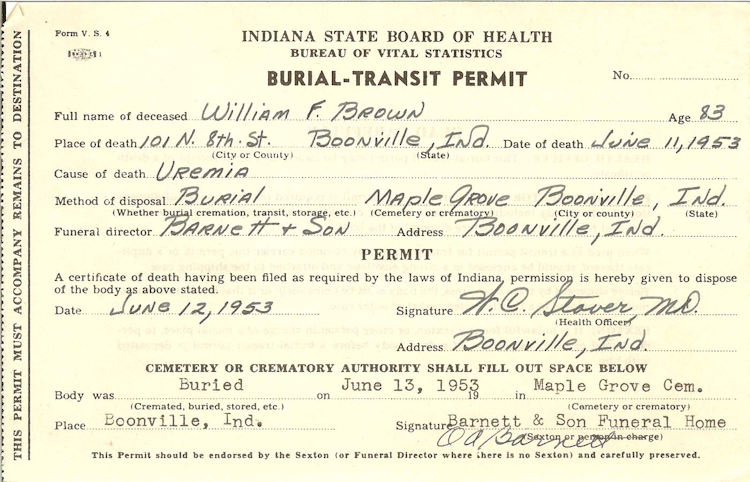 Form V. S. 4
1
INDIANA STATE BOARD OF HEALTH
BUREAU OF VITAL STATISTICS
BURIAL-TRANSIT PERMIT
No.
THIS PERMIT MUST ACCOMPANY REMAINS TO DESTINATION
Full name of deceased William F. Brown Age 83
Place of death 101 N. 8th St. Boonville, Ind. Date of death June 11, 1953
(City or County) (State)
Cause of death Uremia
Method of disposal Burial Maple Grove Boonville, Ind.
(Whether burial cremation, transit, storage, etc.) (Cemetery or crematory) (City or county) (State)
Funeral director Barnett & Son Address Boonville, Ind.
PERMIT
A certificate of death having been filed as required by the laws of Indiana, permission is hereby given to dispose
of the body as above stated.
Date June 12, 1953 Signature W. C. Stover, M.D.
(Health Officer)
Address Boonville, Ind.
CEMETERY OR CREMATORY AUTHORITY SHALL FILL OUT SPACE BELOW
Body was Buried on June 13, 1953 19 in Maple Grove Cem.
(Cremated, buried, stored, etc.) (Cemetery or crematory)
Place Boonville, Ind. Signature Barnett & Son Funeral Home
(Sexton or person in charge)
This Permit should be endorsed by the Sexton (or Funeral Director where there is no Sexton) and carefully preserved.